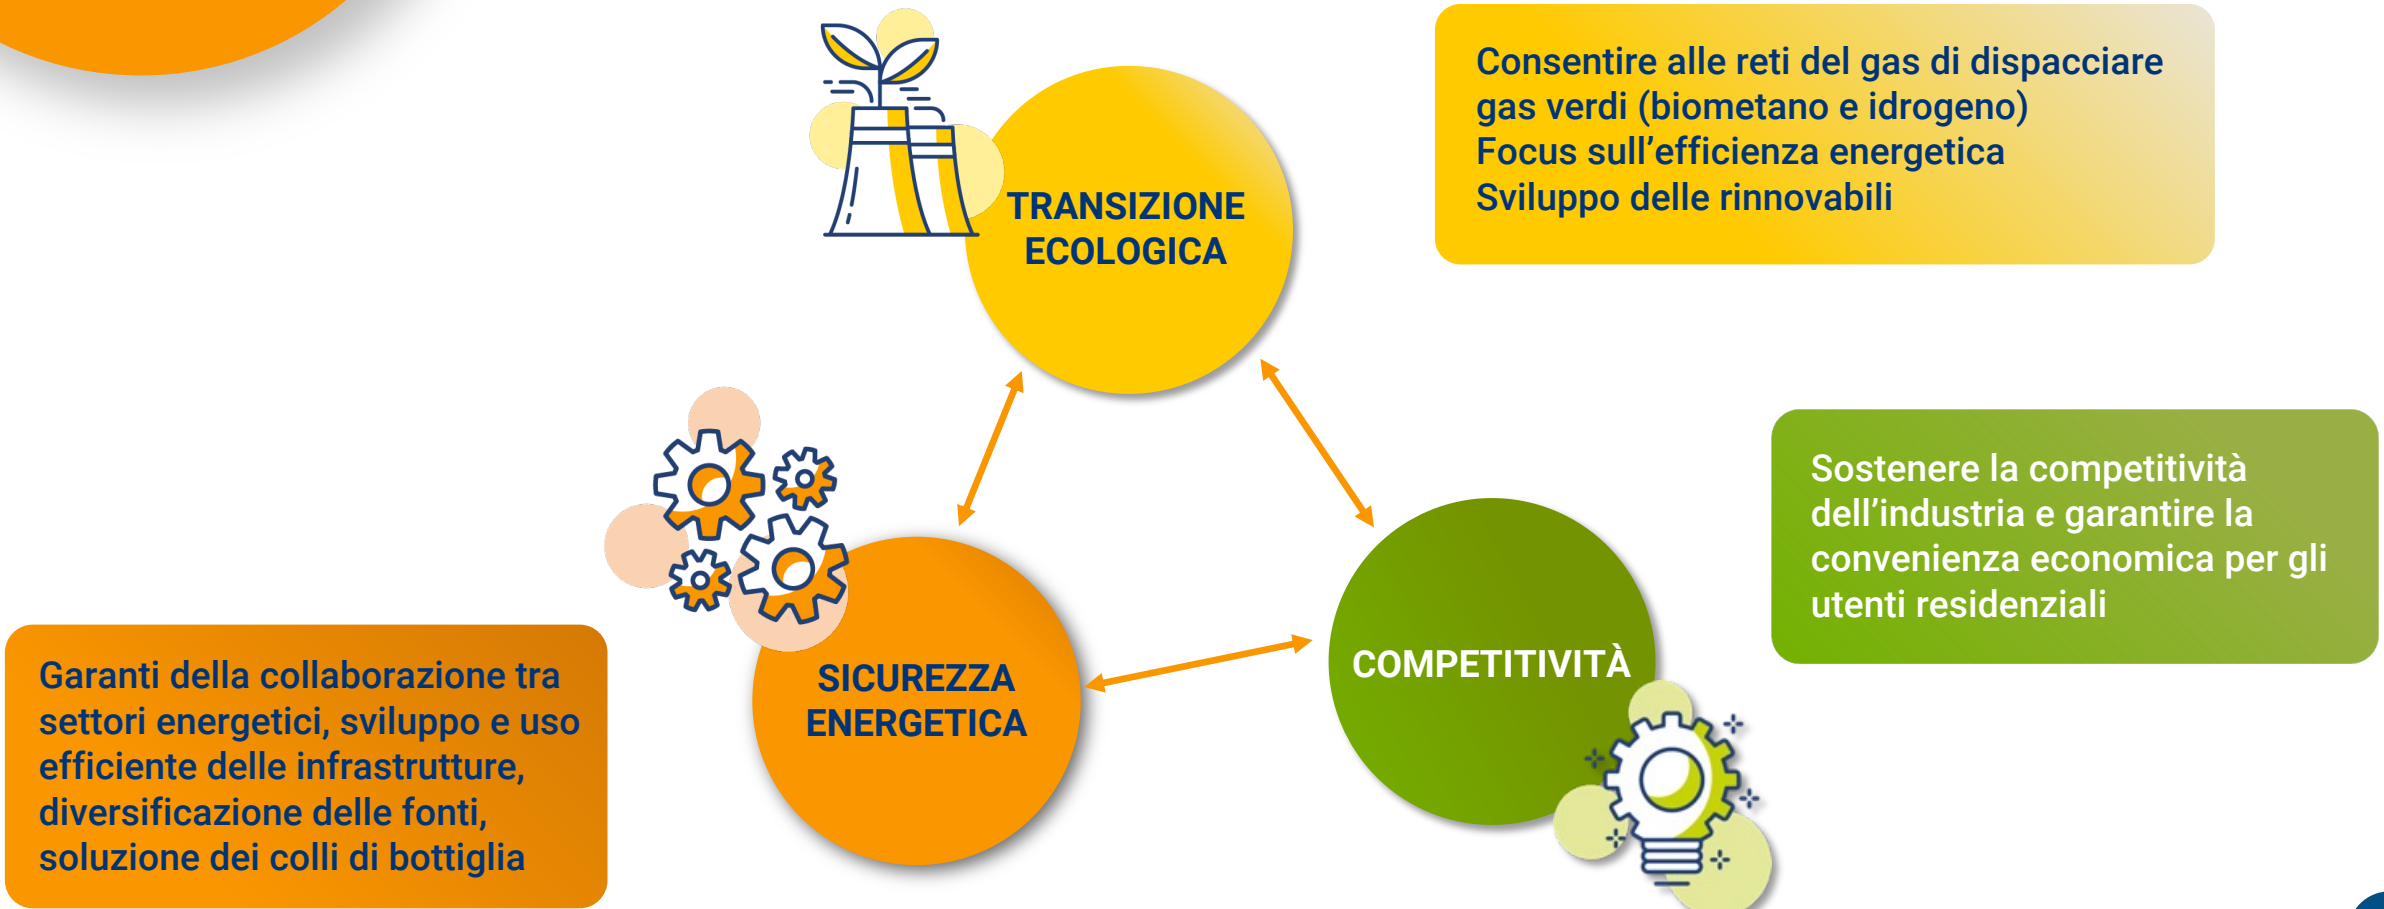 Consentire alle reti del gas di dispacciare
gas verdi (biometano e idrogeno)
Focus sull’efficienza energetica
Sviluppo delle rinnovabili
TRANSIZIONE
ECOLOGICA
Sostenere la competitività
dell’industria e garantire la
convenienza economica per gli
utenti residenziali
COMPETITIVITÀ
SICUREZZA
ENERGETICA
Garanti della collaborazione tra
settori energetici, sviluppo e uso
efficiente delle infrastrutture,
diversificazione delle fonti,
soluzione dei colli di bottiglia